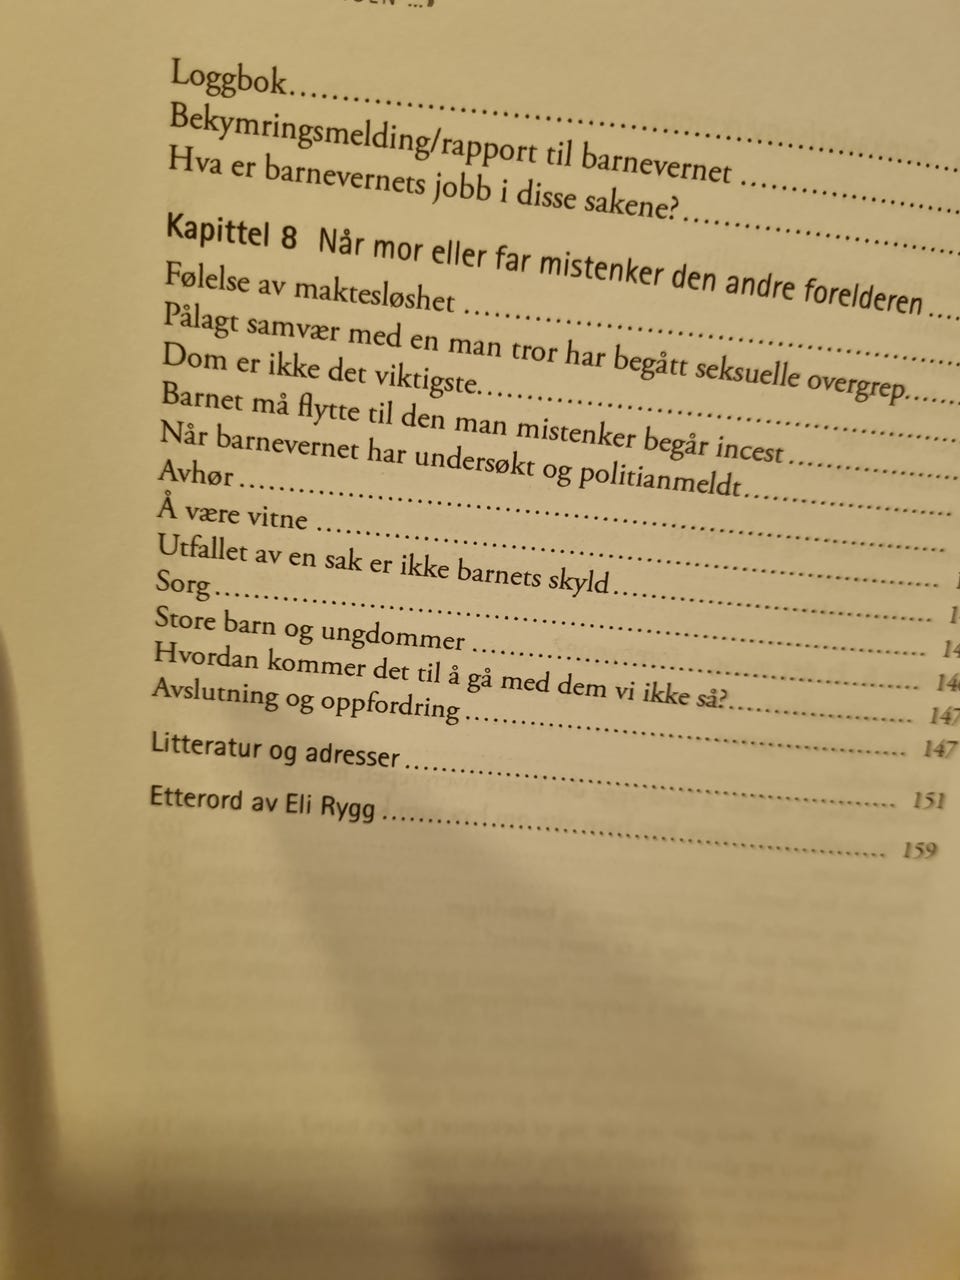 Loggbok
Bekymringsmelding/rapport til barnevernet
Hva er barnevernets jobb i disse sakene?
Kapittel 8 Når mor eller far mistenker den andre forelderen
Følelse av maktesløshet
Pålagt samvær med en man tror har begått seksuelle overgrep
Dom er ikke det viktigste
Barnet må flytte til den man mistenker begår incest
Når barnevernet har undersøkt og politianmeldt
Avhør
Å være vitne
Utfallet av en sak er ikke barnets skyld
Sorg
Store barn og ungdommer
Hvordan kommer det til å gå med dem vi ikke så? 147
Avslutning og oppfordring 147
Litteratur og adresser 151
Etterord av Eli Rygg 159